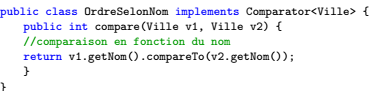 public class OrdreSelonNom implements Comparator<Ville> {
    public int compare(Ville v1, Ville v2) {
    //comparaison en fonction du nom
    return v1.getNom().compareTo(v2.getNom());
    }
}